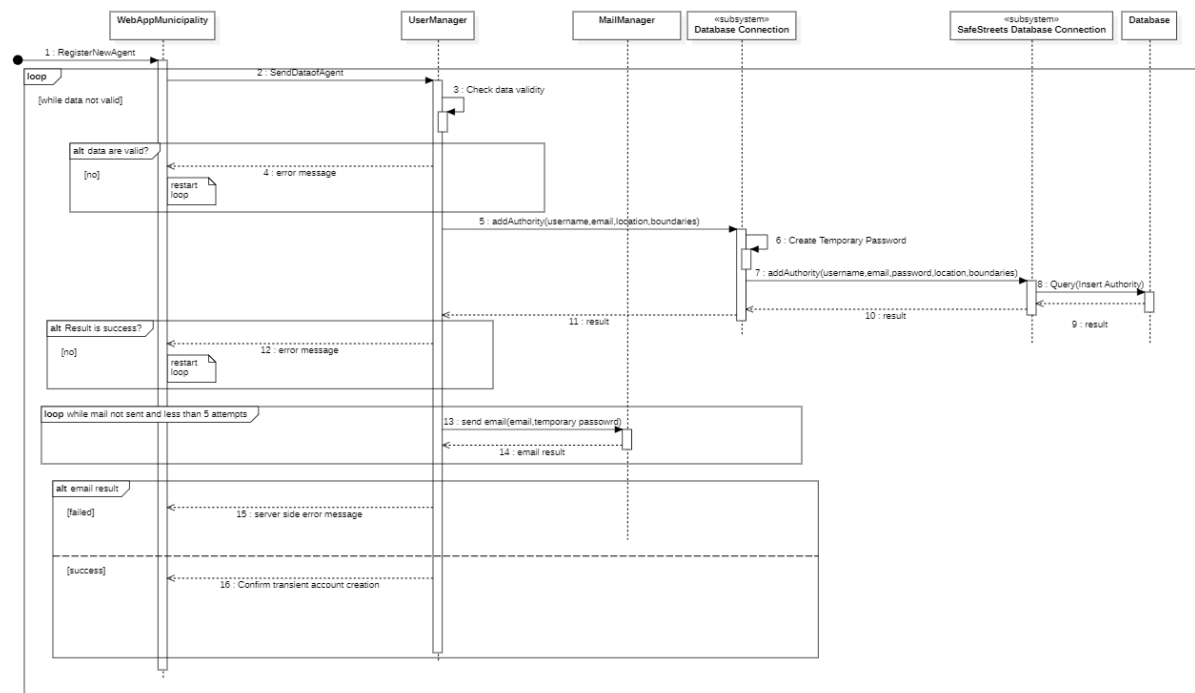 WebAppMunicipality
UserManager
MailManager
«subsystem»
Database Connection
«subsystem»
SafeStreets Database Connection
Database
1 : RegisterNewAgent
loop
[while data not valid]
2 : SendDataofAgent
3 : Check data validity
alt data are valid?
[no]
4 : error message
restart
loop
5 : addAuthority(username,email,location,boundaries)
6 : Create Temporary Password
7 : addAuthority(username,email,password,location,boundaries)
8 : Query(Insert Authority)
9 : result
10 : result
11 : result
alt Result is success?
[no]
12 : error message
restart
loop
loop while mail not sent and less than 5 attempts
13 : send email(email,temporary passowrd)
14 : email result
alt email result
[failed]
15 : server side error message
[success]
16 : Confirm transient account creation